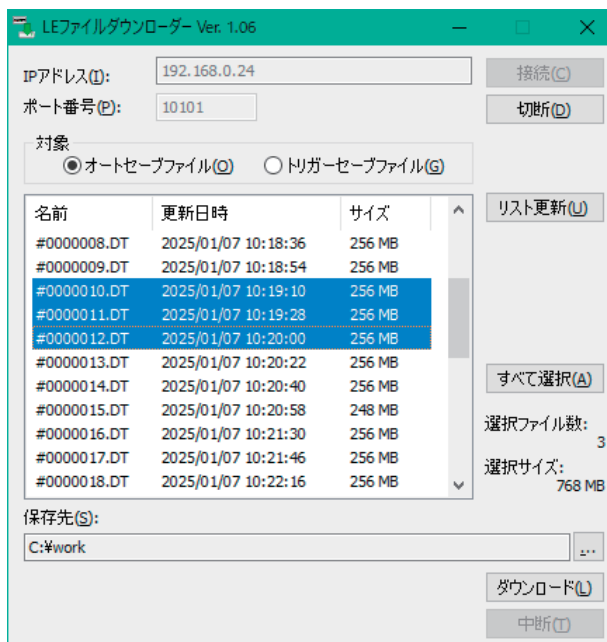 LEファイルダウンローダー Ver. 1.06
IPアドレス(I): 192.168.0.24 接続(C)
ポート番号(P): 10101 切断(D)
対象
オートセーブファイル(O) トリガーセーブファイル(G)
名前 更新日時 サイズ リスト更新(U)
#0000008.DT 2025/01/07 10:18:36 256 MB
#0000009.DT 2025/01/07 10:18:54 256 MB
#0000010.DT 2025/01/07 10:19:10 256 MB
#0000011.DT 2025/01/07 10:19:28 256 MB
#0000012.DT 2025/01/07 10:20:00 256 MB
#0000013.DT 2025/01/07 10:20:22 256 MB
#0000014.DT 2025/01/07 10:20:40 256 MB
#0000015.DT 2025/01/07 10:20:58 248 MB
#0000016.DT 2025/01/07 10:21:30 256 MB
#0000017.DT 2025/01/07 10:21:46 256 MB
#0000018.DT 2025/01/07 10:22:16 256 MB
すべて選択(A)
選択ファイル数:
3
選択サイズ:
768 MB
保存先(S):
C:¥work ...
ダウンロード(L)
中断(T)